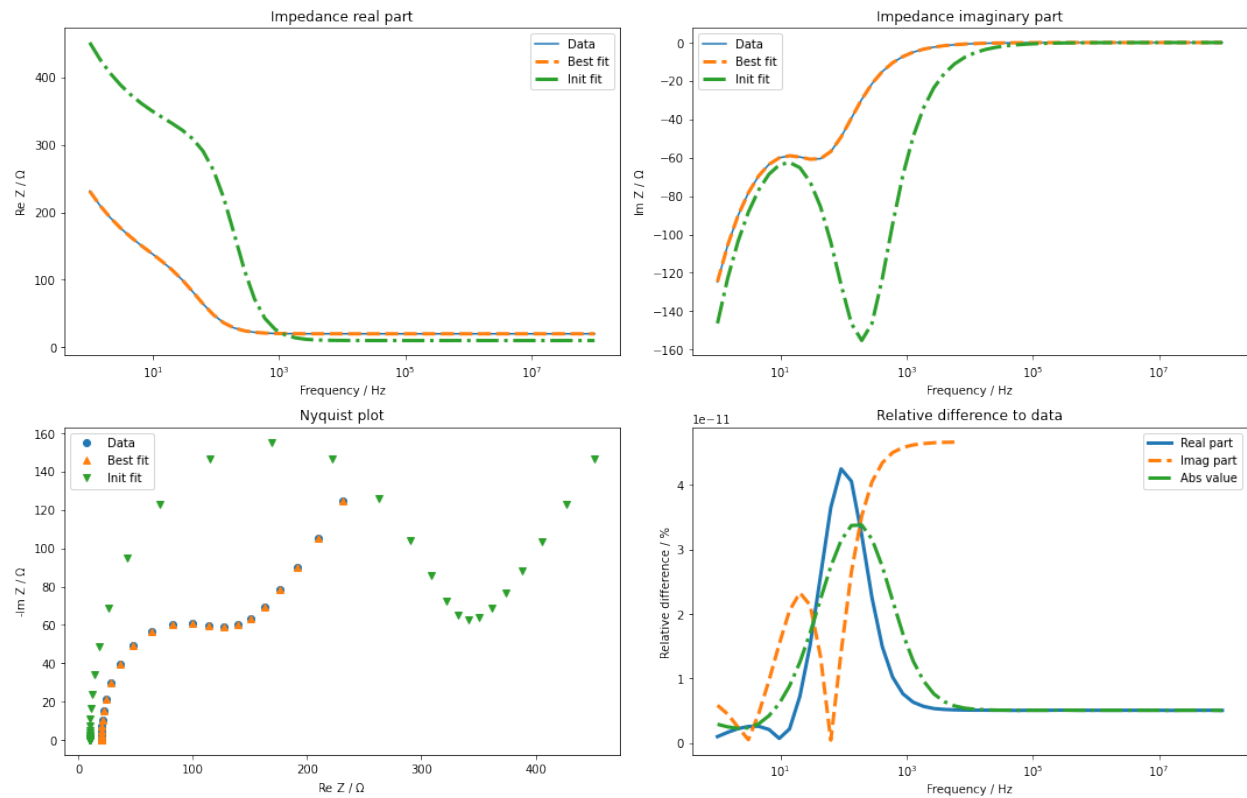 Impedance real part
Data
Best fit
Init fit
400
300
200
100
0
Re Z / Ω
10¹
10³
10⁵
10⁷
Frequency / Hz
Impedance imaginary part
Data
Best fit
Init fit
0
−20
−40
−60
−80
−100
−120
−140
−160
Im Z / Ω
10¹
10³
10⁵
10⁷
Frequency / Hz
Nyquist plot
Data
Best fit
Init fit
160
140
120
100
80
60
40
20
0
-Im Z / Ω
0
100
200
300
400
Re Z / Ω
Relative difference to data
1e−11
Real part
Imag part
Abs value
4
3
2
1
0
Relative difference / %
10¹
10³
10⁵
10⁷
Frequency / Hz